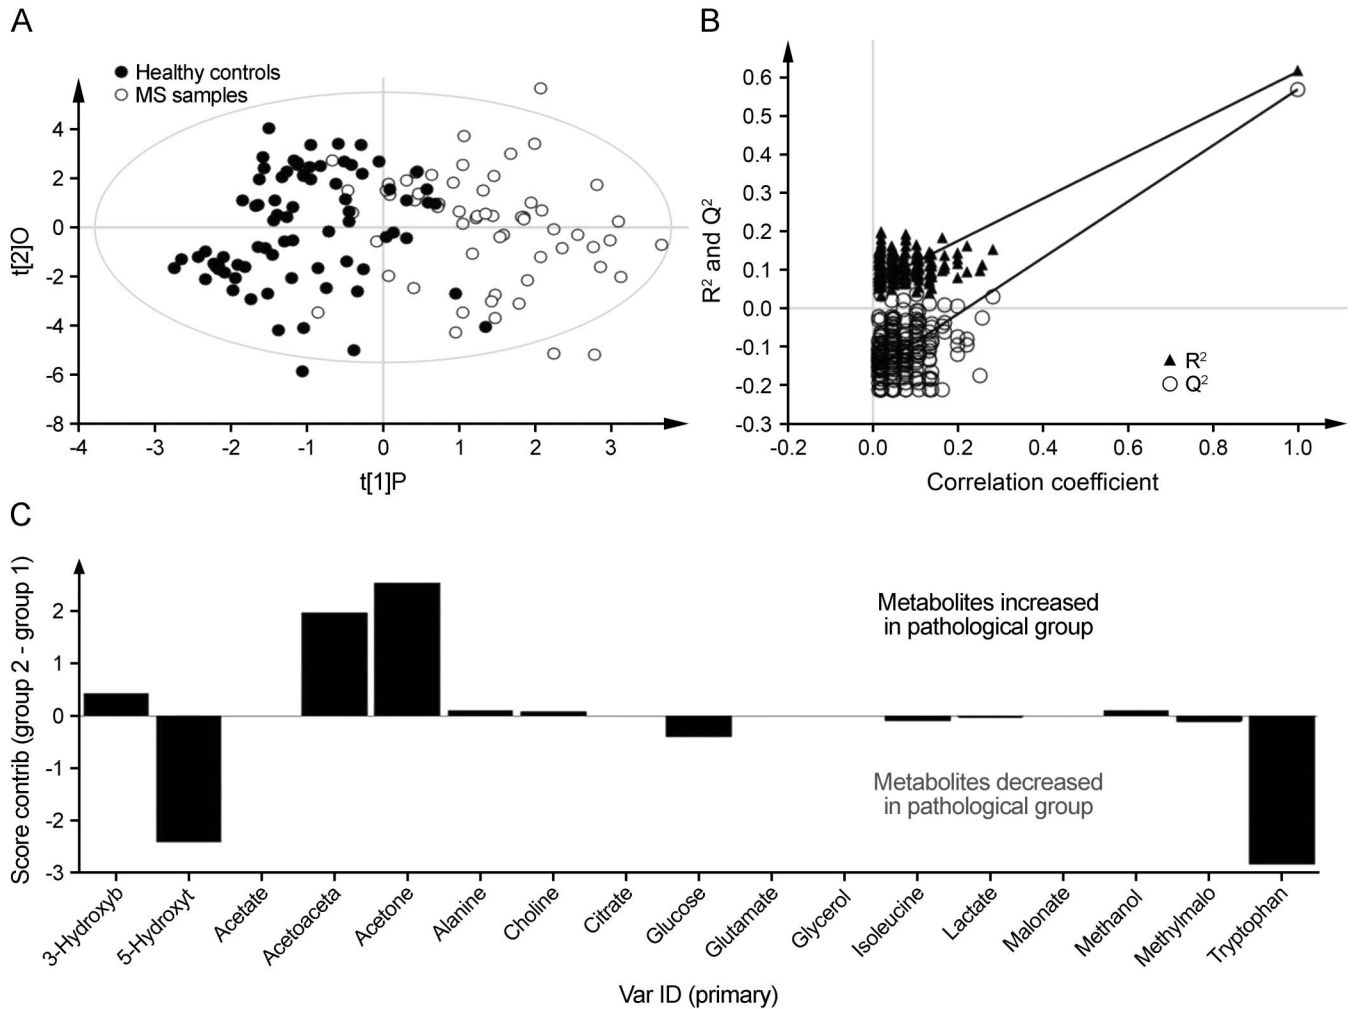 A
Healthy controls
MS samples
t[2]O
4
2
0
-2
-4
-6
-8
-4
-3
-2
-1
0
1
2
3
t[1]P
B
R² and Q²
0.6
0.5
0.4
0.3
0.2
0.1
0.0
-0.1
-0.2
-0.3
R²
Q²
-0.2
0.0
0.2
0.4
0.6
0.8
1.0
Correlation coefficient
C
Score contrib (group 2 - group 1)
2
1
0
-1
-2
-3
Metabolites increased
in pathological group
Metabolites decreased
in pathological group
3-Hydroxyb
5-Hydroxyt
Acetate
Acetoaceta
Acetone
Alanine
Choline
Citrate
Glucose
Glutamate
Glycerol
Isoleucine
Lactate
Malonate
Methanol
Methylmalo
Tryptophan
Var ID (primary)